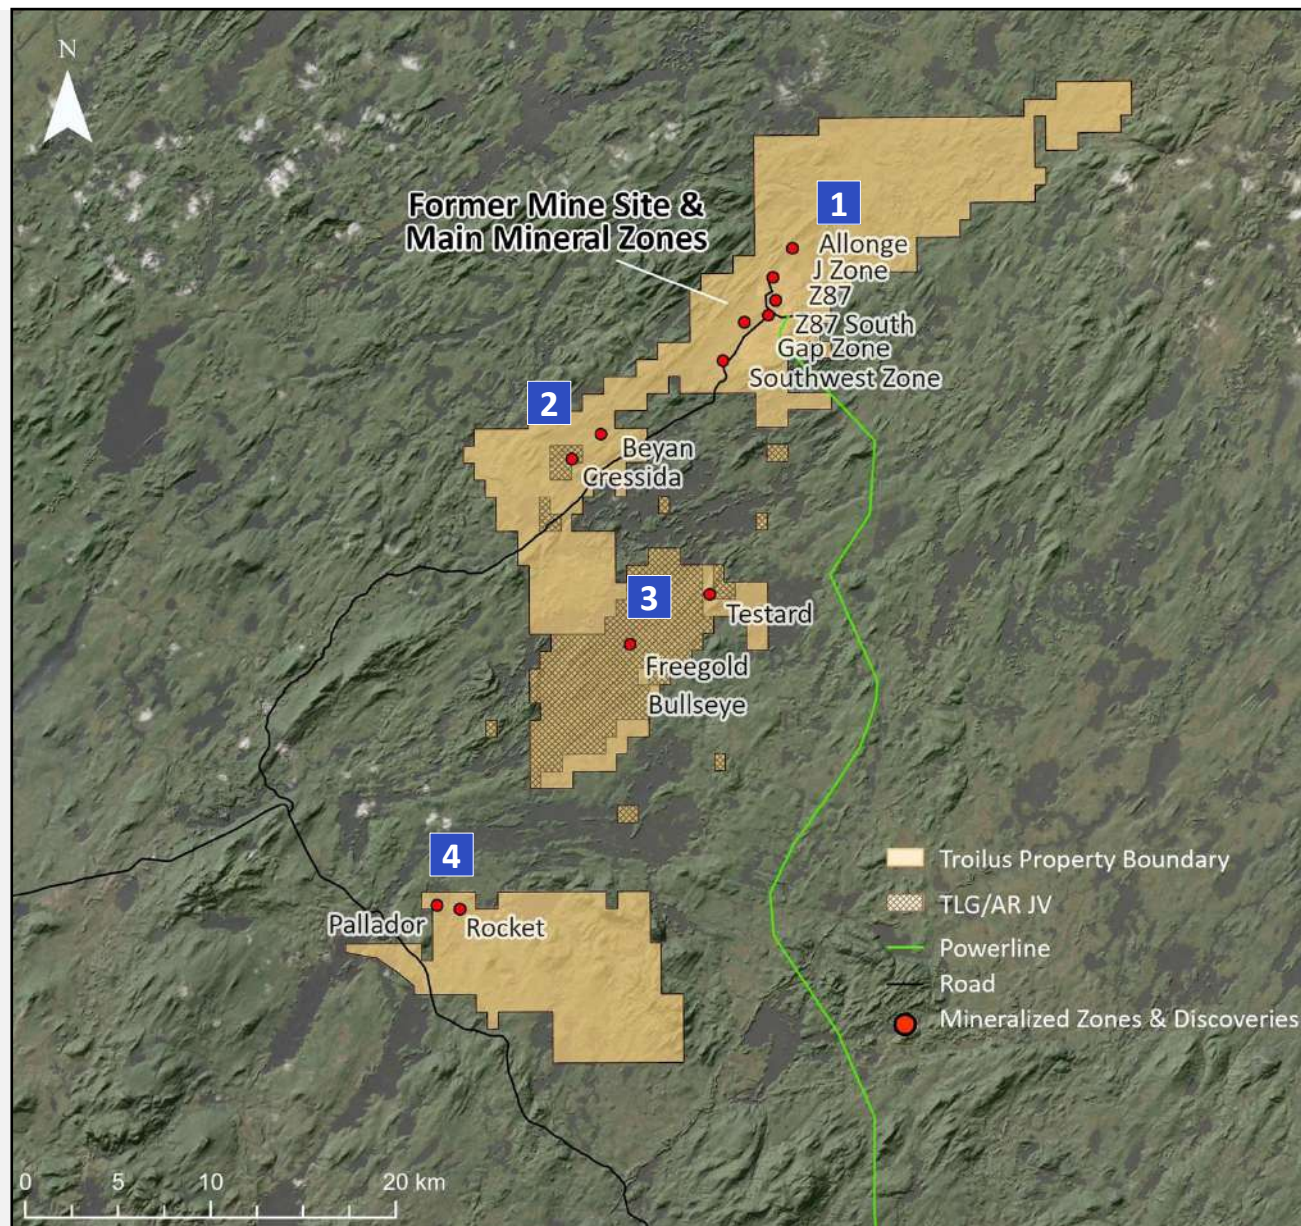 N
1
Former Mine Site &
Main Mineral Zones
Allonge
J Zone
Z87
Z87 South
Gap Zone
Southwest Zone
2
Beyan
Cressida
3
Testard
Freegold
Bullseye
4
Pallador
Rocket
Troilus Property Boundary
TLG/AR JV
Powerline
Road
Mineralized Zones & Discoveries
0 5 10 20 km